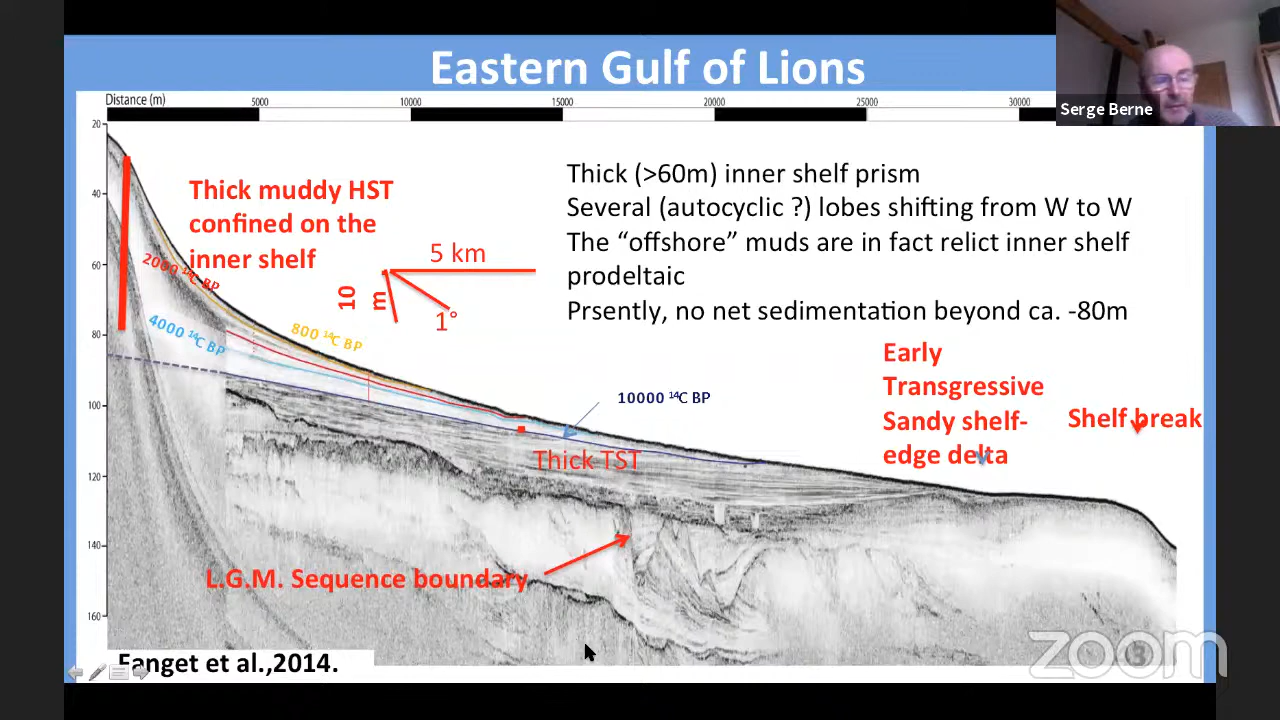 Eastern Gulf of Lions
Serge Berne
Distance (m)
5000
10000
15000
20000
25000
30000
20
40
60
80
100
120
140
160
Thick muddy HST
confined on the
inner shelf
Thick (>60m) inner shelf prism
Several (autocyclic ?) lobes shifting from W to W
The “offshore” muds are in fact relict inner shelf
prodeltaic
Prsently, no net sedimentation beyond ca. -80m
5 km
10
m
1°
2000 ¹⁴C BP
4000 ¹⁴C BP
800 ¹⁴C BP
10000 ¹⁴C BP
Early
Transgressive
Sandy shelf-
edge delta
Shelf break
Thick TST
L.G.M. Sequence boundary
Fanget et al.,2014.
zoom
3